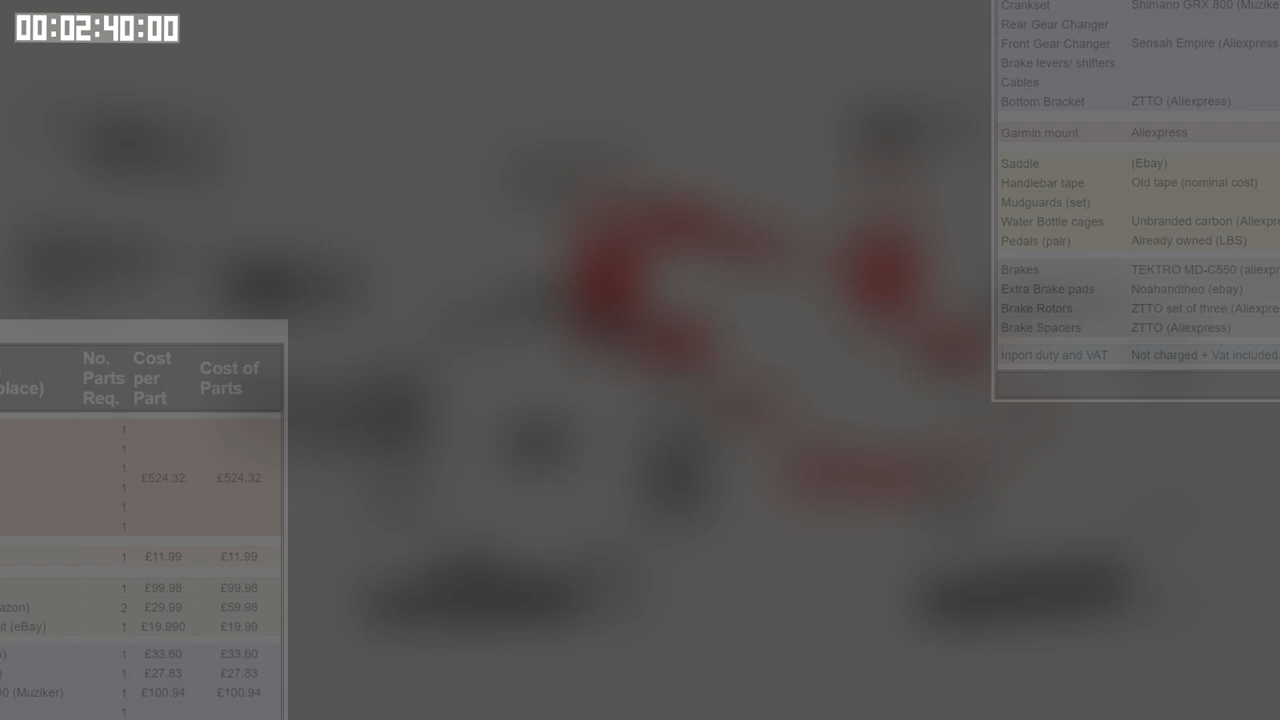 00:02:40:00
Crankset Shimano GRX 800 (Muzike
Rear Gear Changer
Front Gear Changer Sensah Empire (Aliexpress
Brake levers/ shifters
Cables
Bottom Bracket ZTTO (Aliexpress)
Garmin mount Aliexpress
Saddle (Ebay)
Handlebar tape Old tape (nominal cost)
Mudguards (set)
Water Bottle cages Unbranded carbon (Aliexpr
Pedals (pair) Already owned (LBS)
Brakes TEKTRO MD-C550 (aliexpr
Extra Brake pads Noahandtheo (ebay)
Brake Rotors ZTTO set of three (Aliexpre
Brake Spacers ZTTO (Aliexpress)
Inport duty and VAT Not charged + Vat included
place) No. Parts Req. Cost per Part Cost of Parts
1
1
1
£524.32 £524.32
1
1
1
1 £11.99 £11.99
1 £99.98 £99.98
azon) 2 £29.99 £59.98
it (eBay) 1 £19.990 £19.99
) 1 £33.60 £33.60
) 1 £27.83 £27.83
00 (Muziker) 1 £100.94 £100.94
1